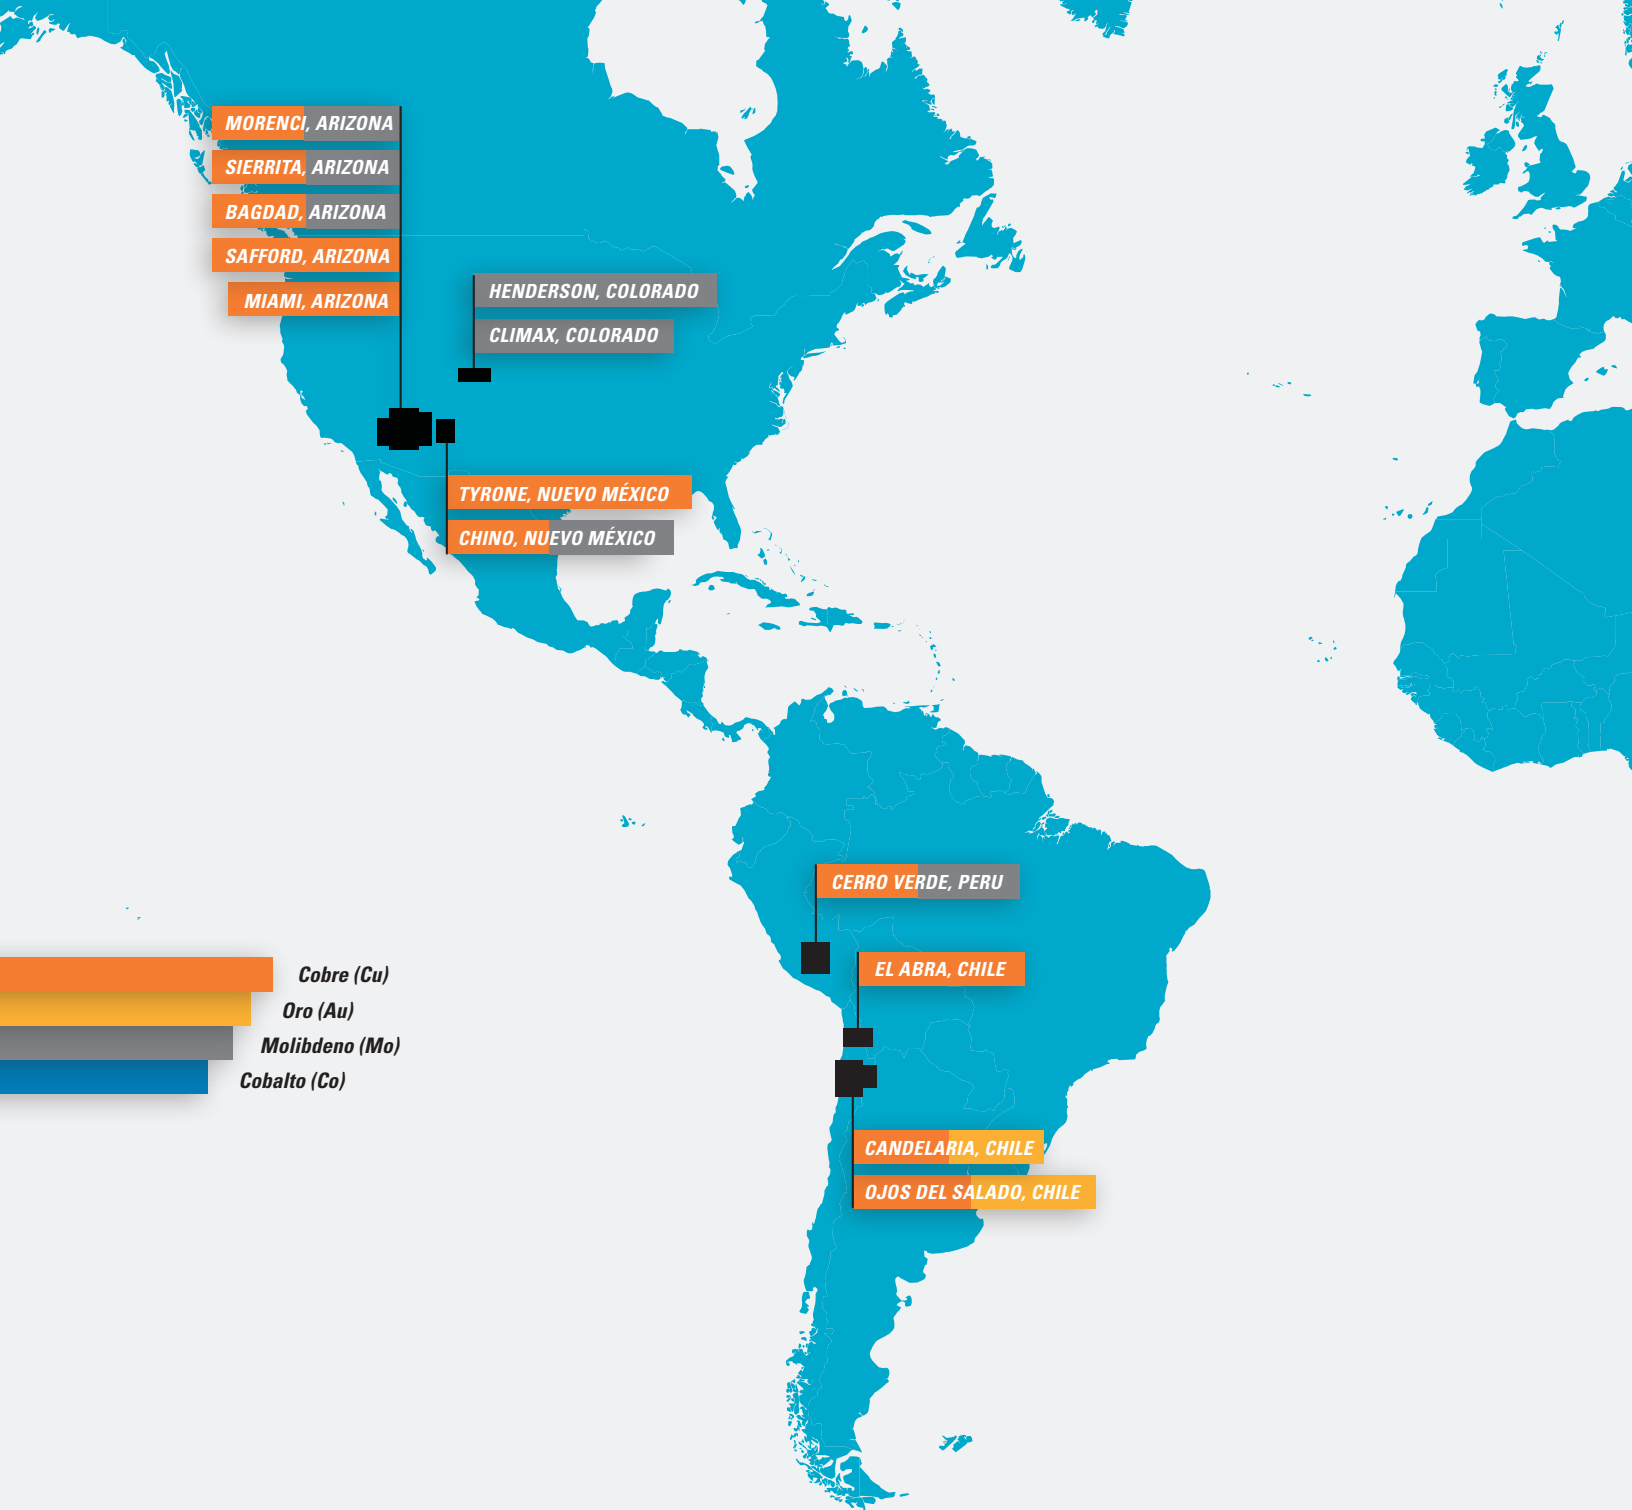 MORENCI, ARIZONA
SIERRITA, ARIZONA
BAGDAD, ARIZONA
SAFFORD, ARIZONA
MIAMI, ARIZONA
HENDERSON, COLORADO
CLIMAX, COLORADO
TYRONE, NUEVO MÉXICO
CHINO, NUEVO MÉXICO
CERRO VERDE, PERU
EL ABRA, CHILE
Cobre (Cu)
Oro (Au)
Molibdeno (Mo)
Cobalto (Co)
CANDELARIA, CHILE
OJOS DEL SALADO, CHILE